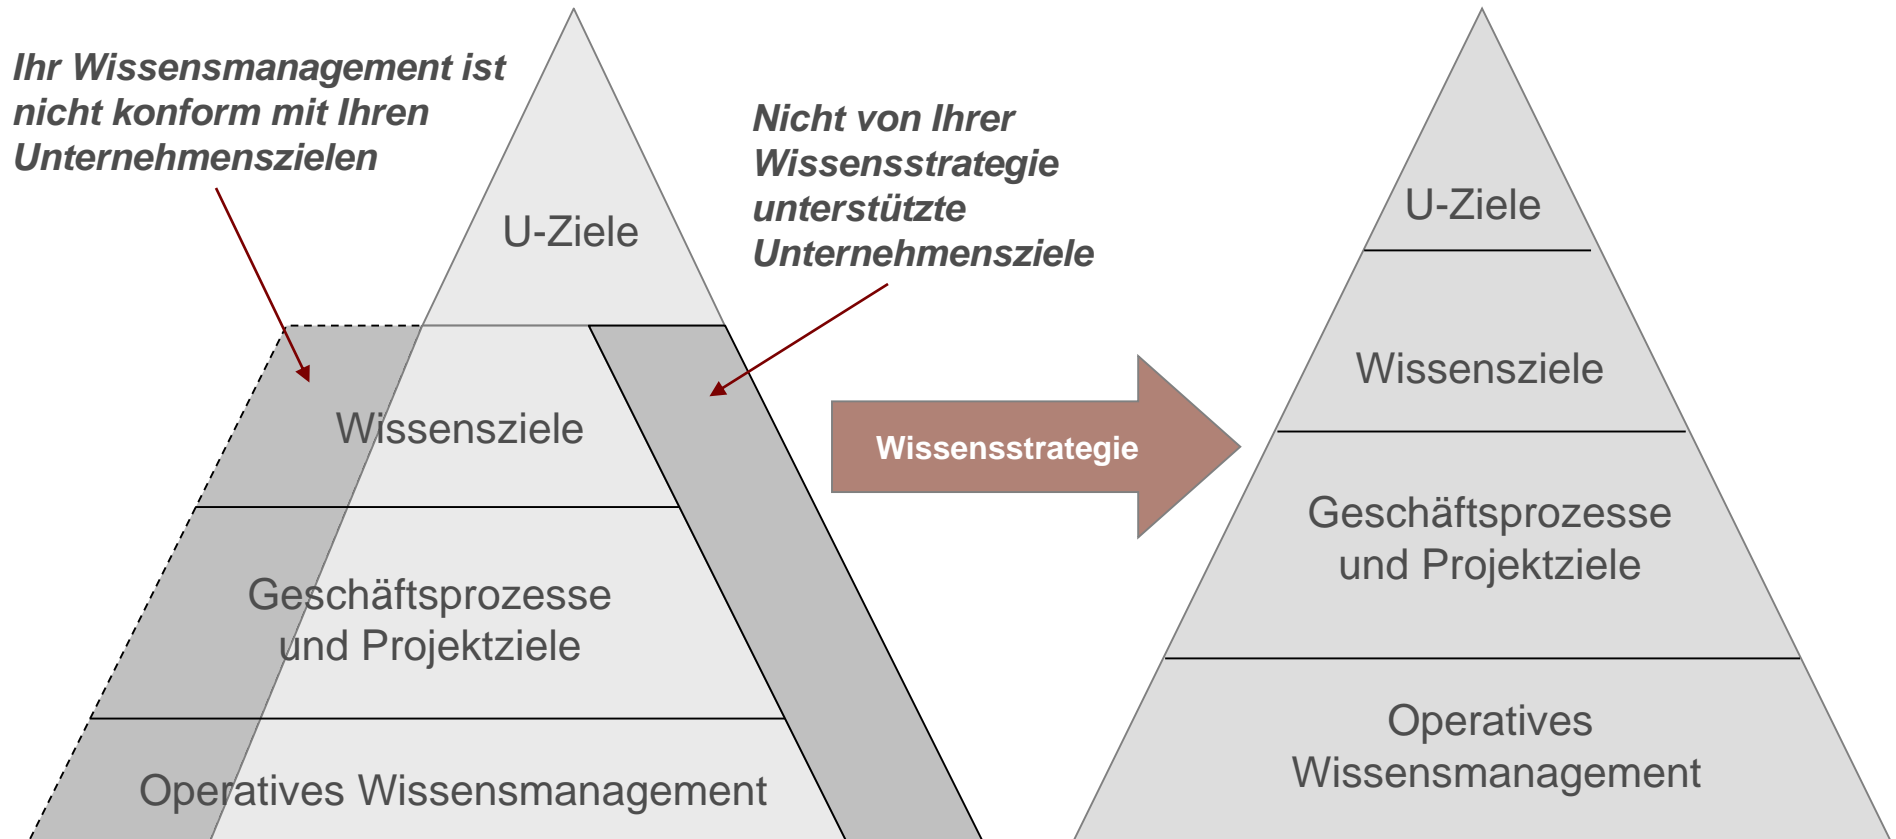 Ihr Wissensmanagement ist
nicht konform mit Ihren
Unternehmenszielen
Nicht von Ihrer
Wissensstrategie
unterstützte
Unternehmensziele
U-Ziele
Wissensziele
Geschäftsprozesse
und Projektziele
Operatives Wissensmanagement
Wissensstrategie
U-Ziele
Wissensziele
Geschäftsprozesse
und Projektziele
Operatives
Wissensmanagement